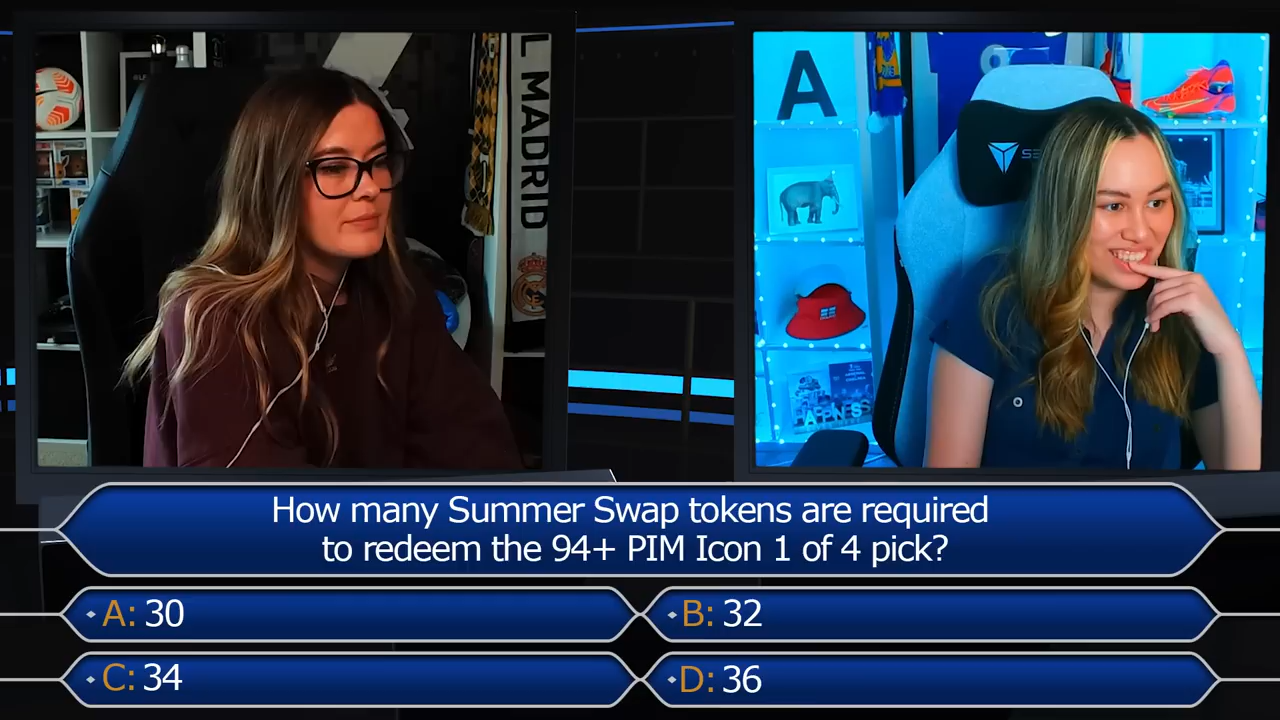 L MADRID
A
How many Summer Swap tokens are required
to redeem the 94+ PIM Icon 1 of 4 pick?
A: 30
B: 32
C: 34
D: 36